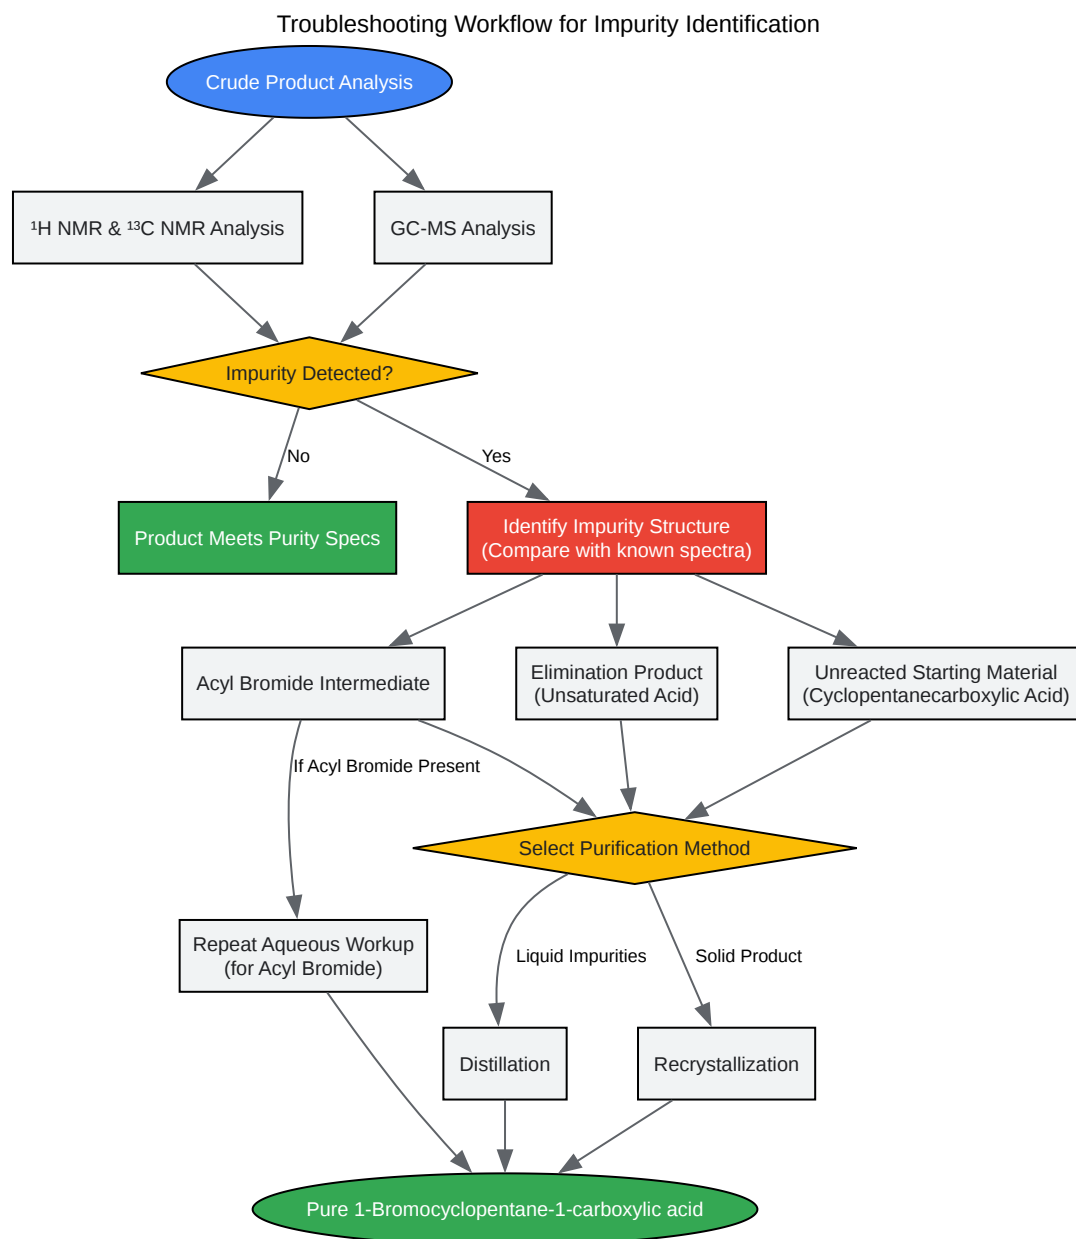 Troubleshooting Workflow for Impurity Identification
Crude Product Analysis
¹H NMR & ¹³C NMR Analysis
GC-MS Analysis
Impurity Detected?
No
Yes
Product Meets Purity Specs
Identify Impurity Structure
(Compare with known spectra)
Acyl Bromide Intermediate
Elimination Product
(Unsaturated Acid)
Unreacted Starting Material
(Cyclopentanecarboxylic Acid)
If Acyl Bromide Present
Select Purification Method
Repeat Aqueous Workup
(for Acyl Bromide)
Liquid Impurities
Solid Product
Distillation
Recrystallization
Pure 1-Bromocyclopentane-1-carboxylic acid